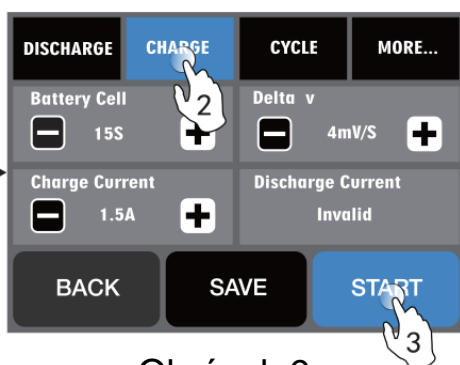 DISCHARGE CHARGE CYCLE MORE...
Battery Cell Delta v
15S 4mV/S
2
Charge Current Discharge Current
1.5A Invalid
BACK SAVE START
3